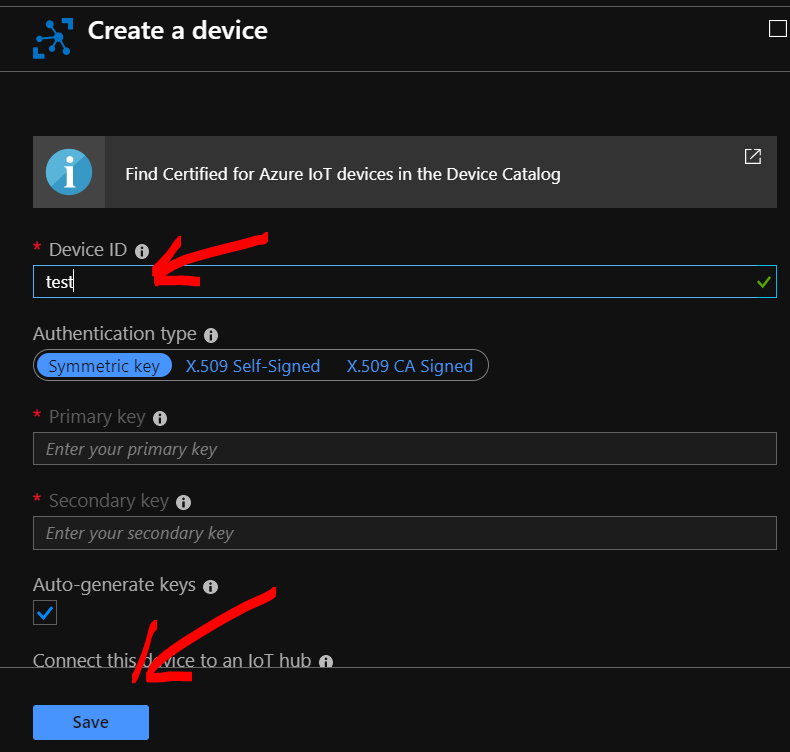 Create a device
Find Certified for Azure IoT devices in the Device Catalog
* Device ID
test
Authentication type
Symmetric key X.509 Self-Signed X.509 CA Signed
* Primary key
Enter your primary key
* Secondary key
Enter your secondary key
Auto-generate keys
Connect this device to an IoT hub
Save